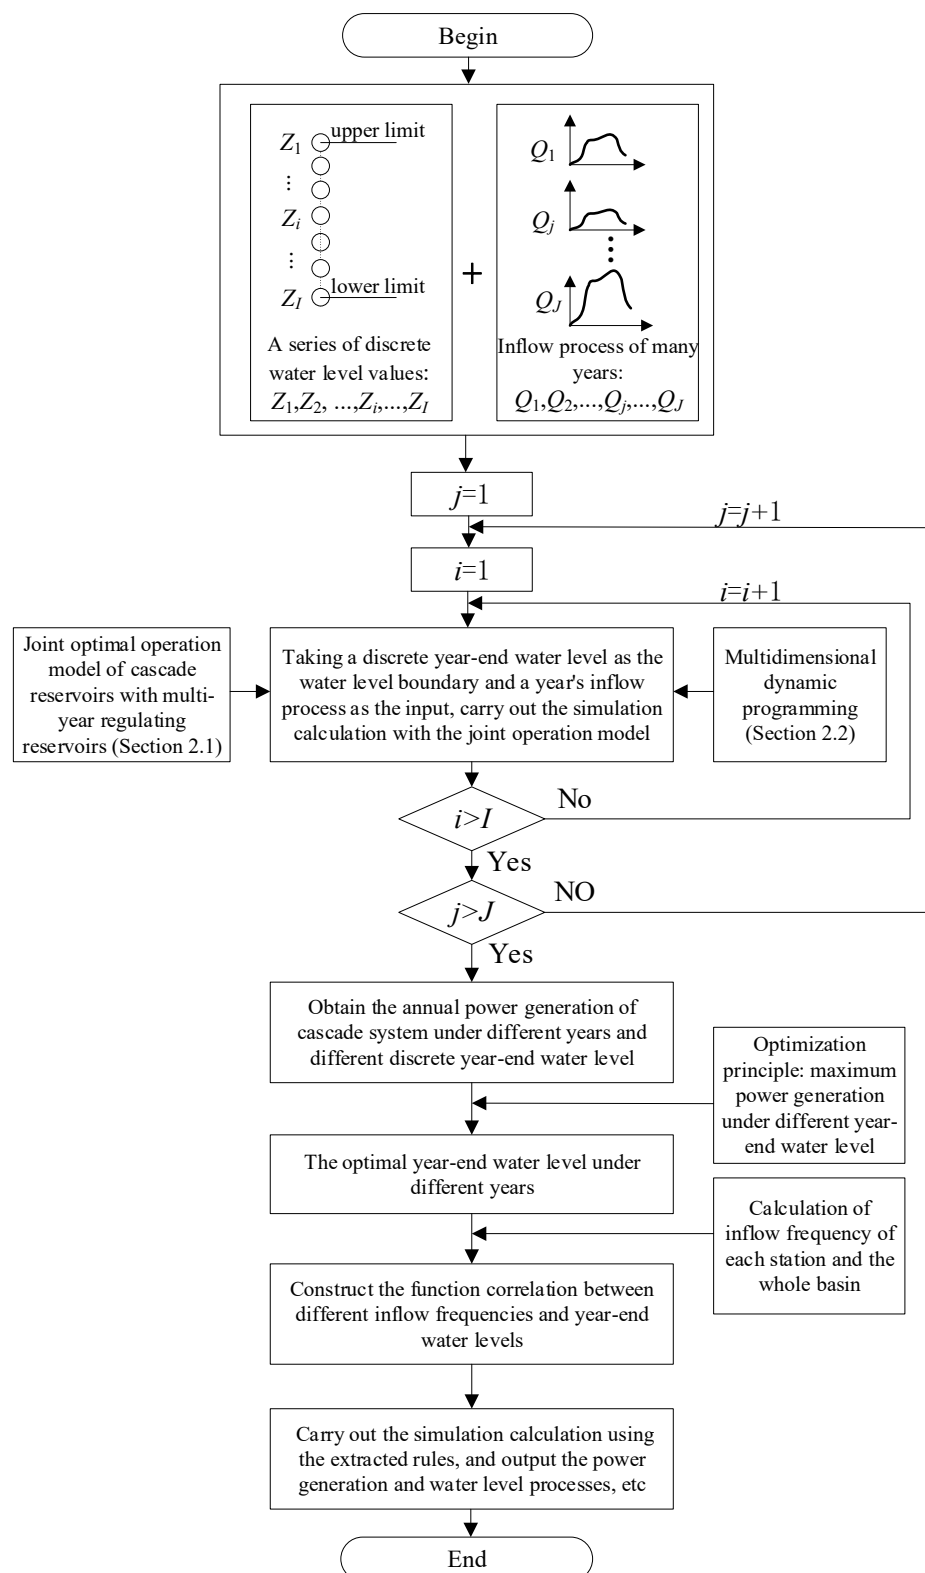 Begin
Z1
upper limit
...
Zi
...
ZI
lower limit
A series of discrete
water level values:
Z1,Z2, ...,Zi,...,ZI
+
Q1
Qj
QJ
Inflow process of many
years:
Q1,Q2,...,Qj,...,QJ
j=1
j=j+1
i=1
i=i+1
Joint optimal operation
model of cascade
reservoirs with multi-
year regulating
reservoirs (Section 2.1)
Taking a discrete year-end water level as the
water level boundary and a year's inflow
process as the input, carry out the simulation
calculation with the joint operation model
Multidimensional
dynamic
programming
(Section 2.2)
i>I
No
Yes
j>J
NO
Yes
Obtain the annual power generation of
cascade system under different years and
different discrete year-end water level
Optimization
principle: maximum
power generation
under different year-
end water level
The optimal year-end water level under
different years
Calculation of
inflow frequency of
each station and the
whole basin
Construct the function correlation between
different inflow frequencies and year-end
water levels
Carry out the simulation calculation using
the extracted rules, and output the power
generation and water level processes, etc
End